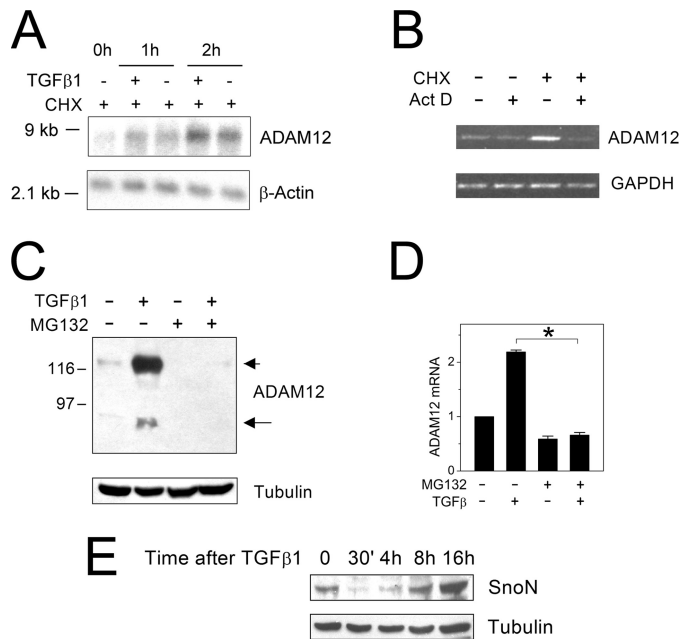 A
0h 1h 2h
TGFβ1 - + - + -
CHX + + + + +
9 kb
ADAM12
2.1 kb
β-Actin
B
CHX - - + +
Act D - + - +
ADAM12
GAPDH
C
TGFβ1 - + - +
MG132 - - + +
116
97
ADAM12
Tubulin
D
ADAM12 mRNA
2
1
0
*
MG132 - - + +
TGFβ - + - +
E
Time after TGFβ1 0 30' 4h 8h 16h
SnoN
Tubulin